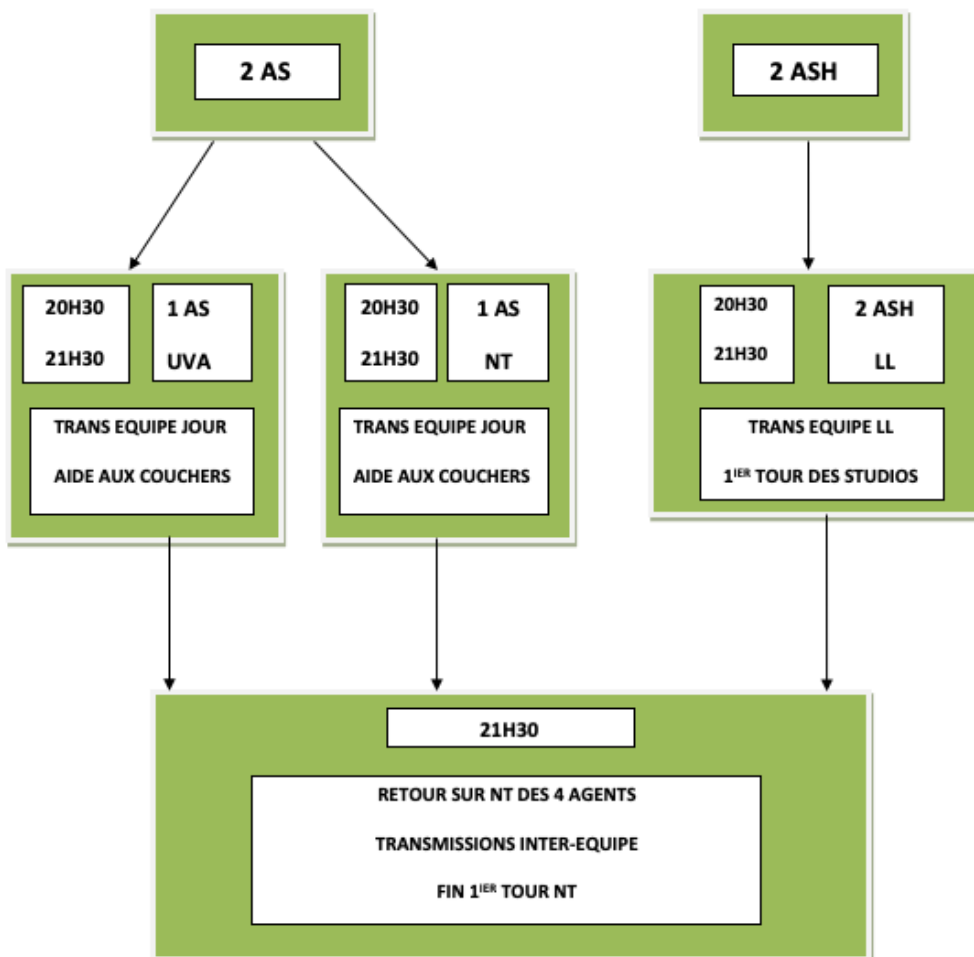 2 AS
2 ASH
20H30
21H30
1 AS
UVA
TRANS EQUIPE JOUR
AIDE AUX COUCHERS
20H30
21H30
1 AS
NT
TRANS EQUIPE JOUR
AIDE AUX COUCHERS
20H30
21H30
2 ASH
LL
TRANS EQUIPE LL
1IER TOUR DES STUDIOS
21H30
RETOUR SUR NT DES 4 AGENTS
TRANSMISSIONS INTER-EQUIPE
FIN 1IER TOUR NT